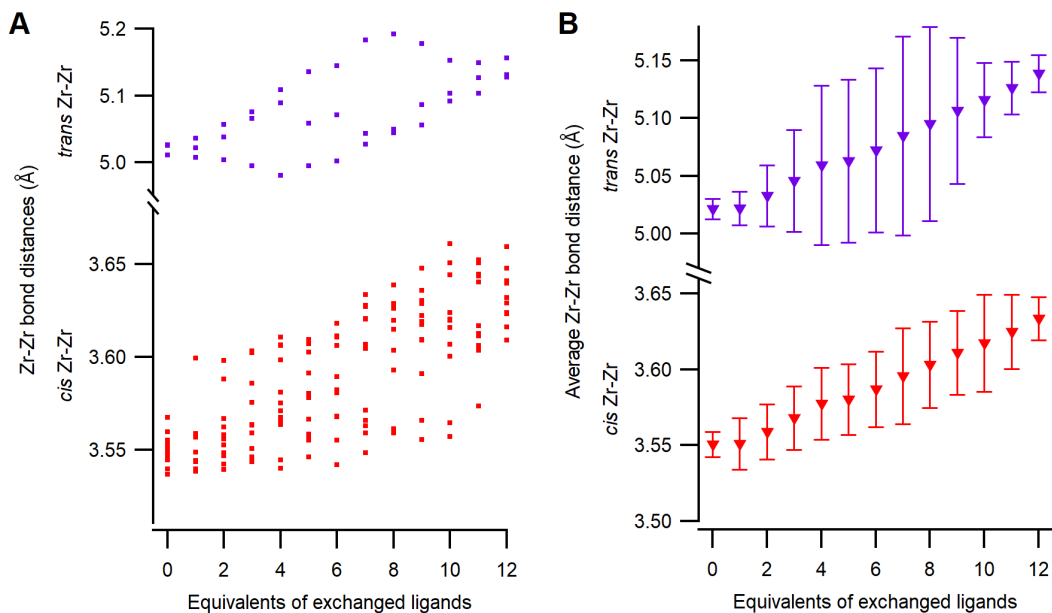 A
Zr-Zr bond distances (Å)
trans Zr-Zr
cis Zr-Zr
5.2
5.1
5.0
3.65
3.60
3.55
0 2 4 6 8 10 12
Equivalents of exchanged ligands
B
Average Zr-Zr bond distance (Å)
trans Zr-Zr
cis Zr-Zr
5.15
5.10
5.05
5.00
3.65
3.60
3.55
3.50
0 2 4 6 8 10 12
Equivalents of exchanged ligands